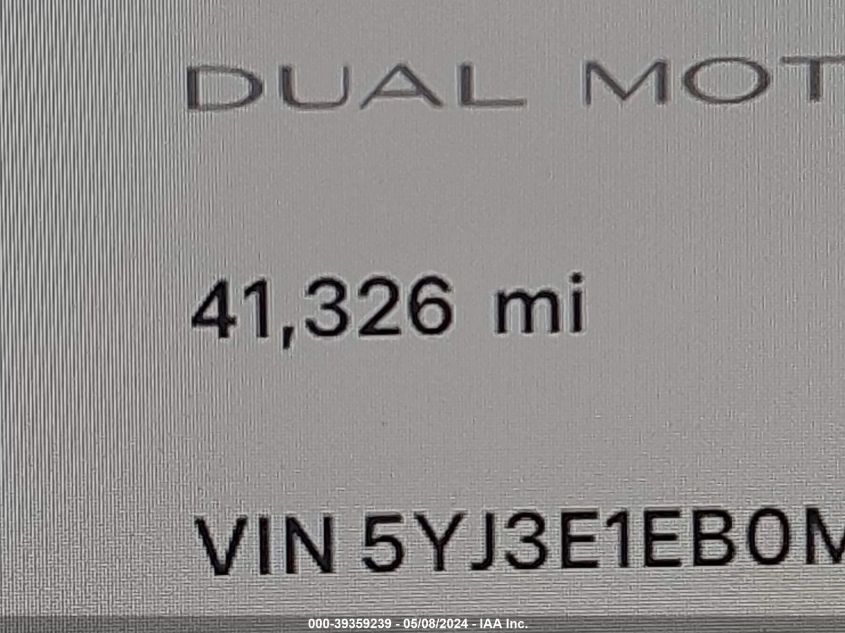 DUAL MOT
41,326 mi
VIN 5YJ3E1EB0M
000-39359239 - 05/08/2024 - IAA Inc.